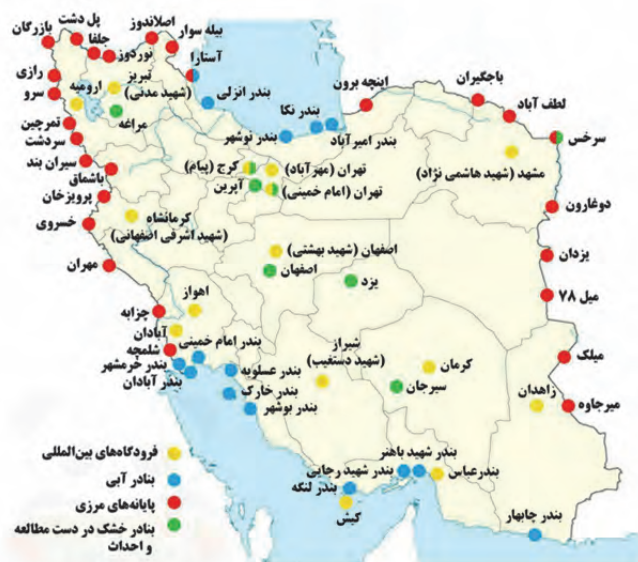 بازرگان
پل دشت
جلفا
نوردوز
اصلاندوز
بیله سوار
آستارا
رازی
سرو
ارومیه
تبریز
(شهید مدنی)
مراغه
بندر انزلی
تمرچین
سردشت
سیران بند
باشماق
پرویزخان
خسروی
مهران
چزابه
شلمچه
بندر نکا
بندر نوشهر
بندر امیرآباد
اینچه برون
باجگیران
لطف آباد
سرخس
مشهد (شهید هاشمی نژاد)
دوغارون
یزدان
میل ۷۸
میلک
میرجاوه
زاهدان
کرج (پیام)
تهران (مهرآباد)
آپرین
تهران (امام خمینی)
کرمانشاه
(شهید اشرفی اصفهانی)
اصفهان (شهید بهشتی)
اصفهان
یزد
اهواز
آبادان
بندر امام خمینی
بندر خرمشهر
بندر آبادان
بندر عسلویه
بندر خارک
بندر بوشهر
شیراز
(شهید دستغیب)
کرمان
سیرجان
بندر شهید باهنر
بندر شهید رجایی
بندرعباس
بندر لنگه
کیش
بندر چابهار
فرودگاه‌های بین‌المللی
بنادر آبی
پایانه‌های مرزی
بنادر خشک در دست مطالعه
و احداث